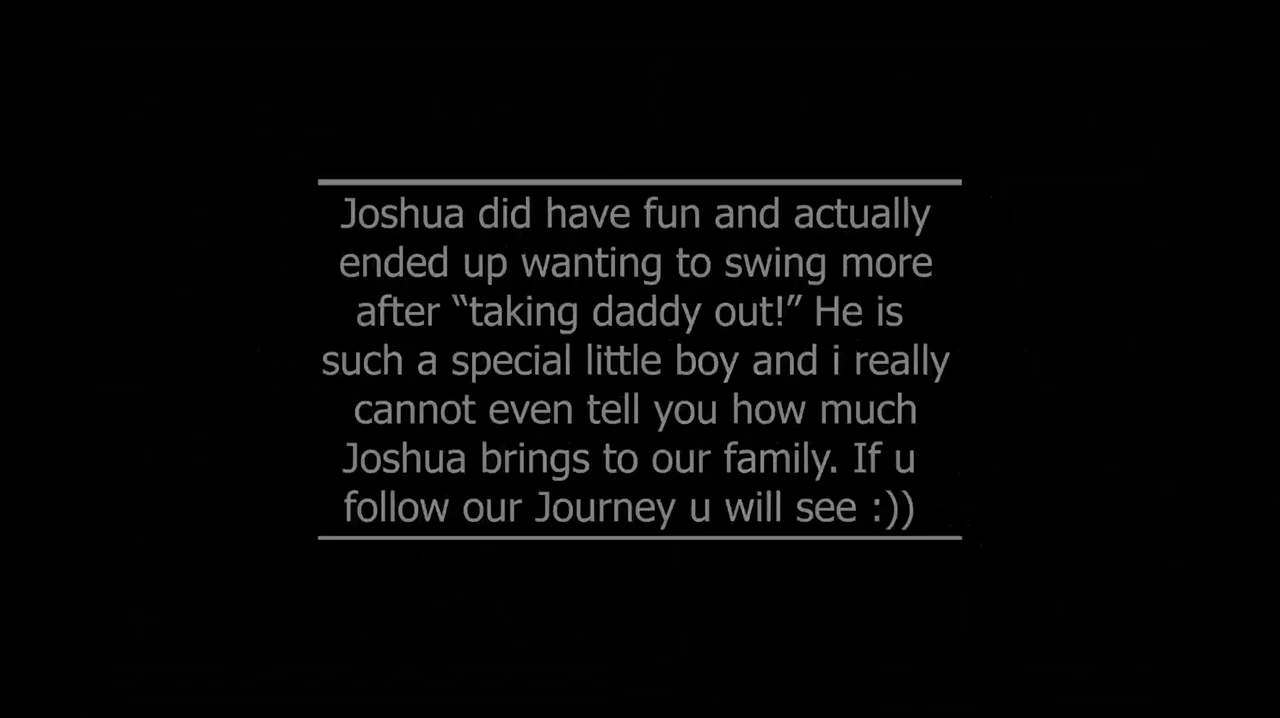 Joshua did have fun and actually
ended up wanting to swing more
after “taking daddy out!” He is
such a special little boy and i really
cannot even tell you how much
Joshua brings to our family. If u
follow our Journey u will see :))